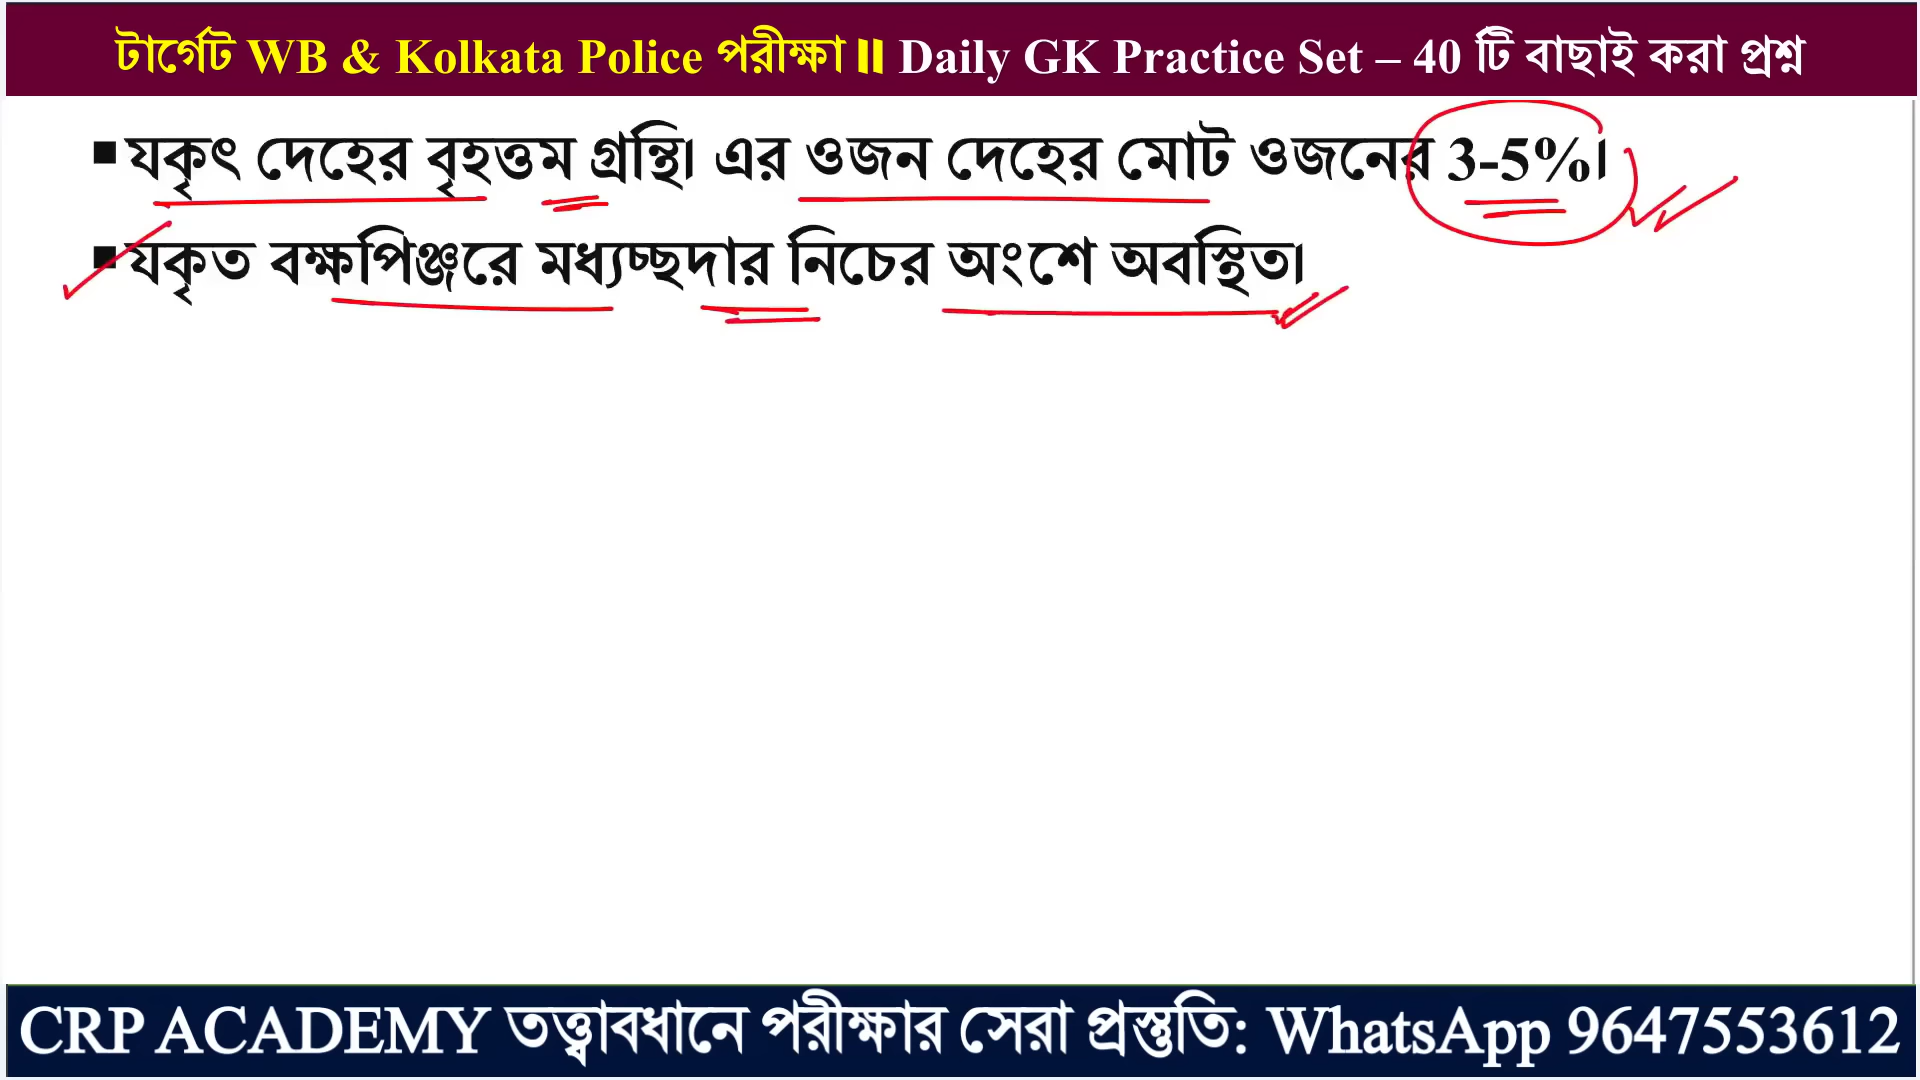 টার্গেট WB & Kolkata Police পরীক্ষা॥ Daily GK Practice Set – 40 টি বাছাই করা প্রশ্ন
▪যকৃৎ দেহের বৃহত্তম গ্রন্থি। এর ওজন দেহের মোট ওজনের 3-5%।
▪যকৃত বক্ষপিঞ্জরে মধ্যচ্ছদার নিচের অংশে অবস্থিত।
CRP ACADEMY তত্ত্বাবধানে পরীক্ষার সেরা প্রস্তুতি: WhatsApp 9647553612